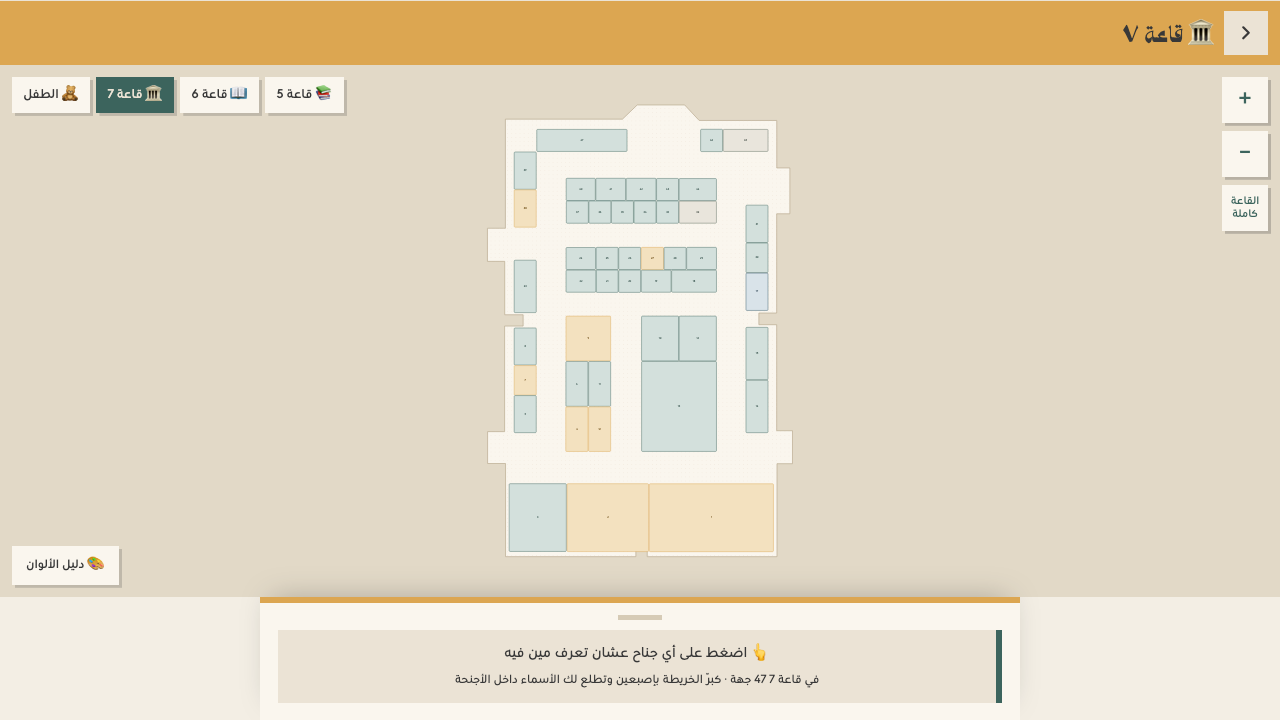 🏛️ قاعة ٧
📚 قاعة 5
📖 قاعة 6
🏛️ قاعة 7
🧸 الطفل
+
−
القاعة
كاملة
🎨 دليل الألوان
👆 اضغط على أي جناح عشان تعرف مين فيه
في قاعة 7 47 جهة · كبرّ الخريطة بإصبعين وتطلع لك الأسماء داخل الأجنحة